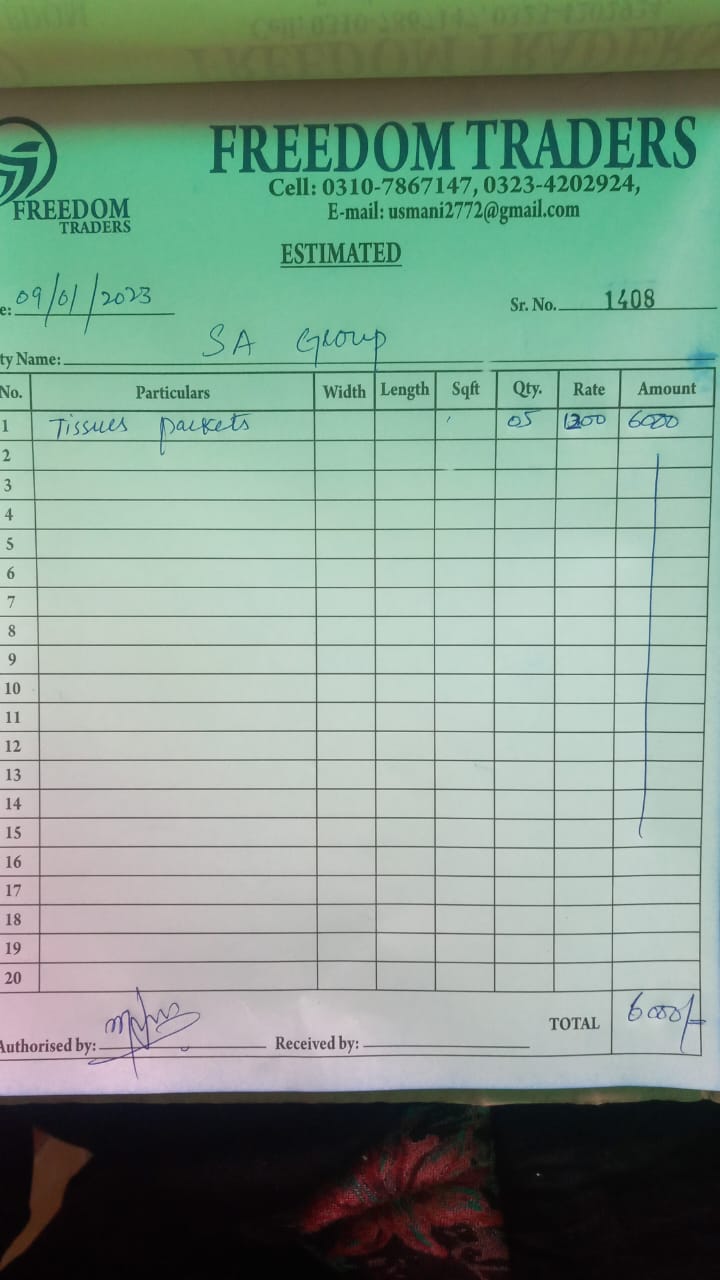 FREEDOM TRADERS
Cell: 0310-7867147, 0323-4202924,
E-mail: usmani2772@gmail.com
FREEDOM
TRADERS
ESTIMATED
e: 09/01/2023 Sr. No. 1408
ty Name: SA Group
No. Particulars Width Length Sqft Qty. Rate Amount
1 Tissues packets 05 1200 6000
2
3
4
5
6
7
8
9
10
11
12
13
14
15
16
17
18
19
20
TOTAL 6000/-
Authorised by: Received by: